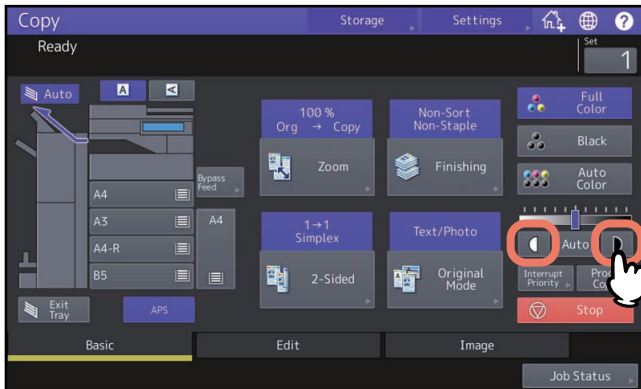 Copy
Storage
Settings
?
Ready
Set
1
Auto
A
A
100 %
Org → Copy
Zoom
Non-Sort
Non-Staple
Finishing
Full
Color
Black
Auto
Color
Bypass
Feed
A4
A3
A4-R
B5
A4
1→1
Simplex
2-Sided
Text/Photo
Original
Mode
Auto
Interrupt
Priority
Exit
Tray
APS
Stop
Basic
Edit
Image
Job Status